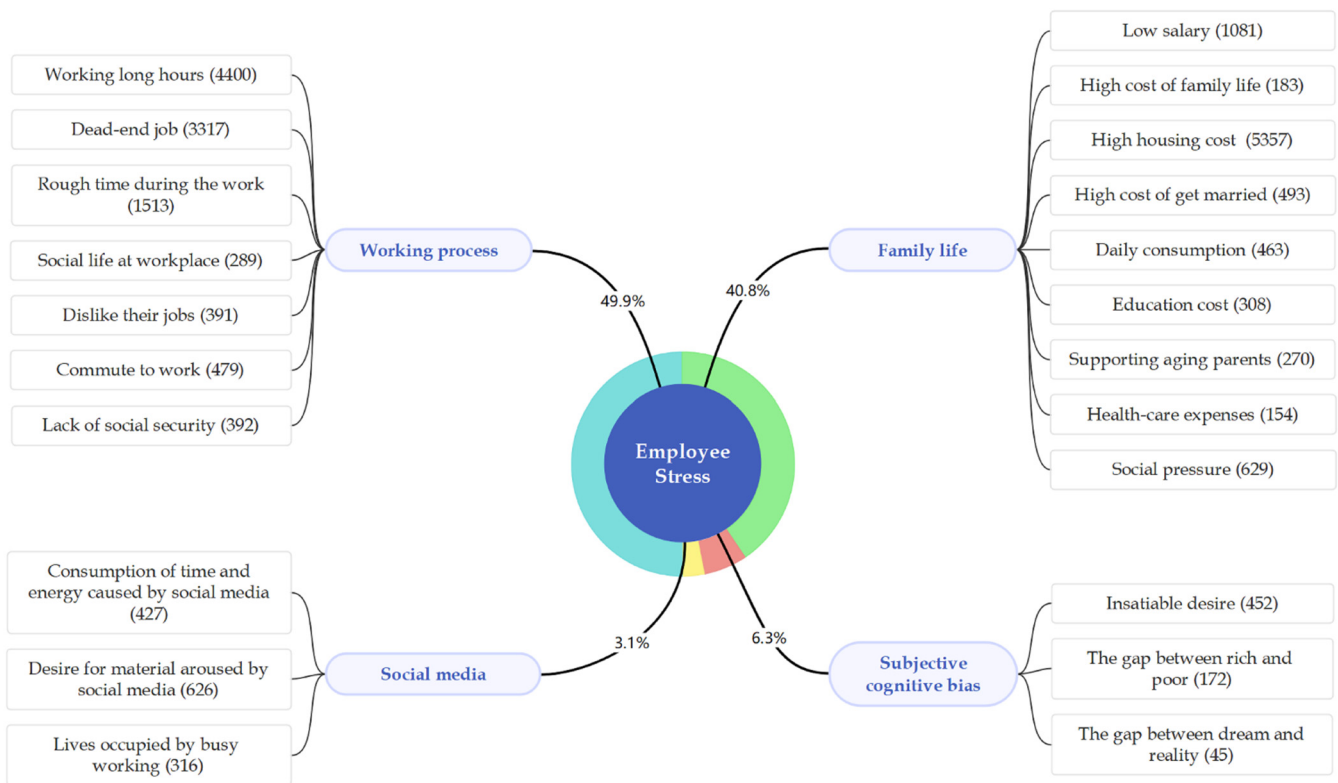 Working long hours (4400)
Dead-end job (3317)
Rough time during the work
(1513)
Social life at workplace (289)
Dislike their jobs (391)
Commute to work (479)
Lack of social security (392)
Working process
49.9%
Low salary (1081)
High cost of family life (183)
High housing cost (5357)
High cost of get married (493)
Daily consumption (463)
Education cost (308)
Supporting aging parents (270)
Health-care expenses (154)
Social pressure (629)
Family life
40.8%
Employee
Stress
Consumption of time and
energy caused by social media
(427)
Desire for material aroused by
social media (626)
Lives occupied by busy
working (316)
Social media
3.1%
6.3%
Subjective
cognitive bias
Insatiable desire (452)
The gap between rich and
poor (172)
The gap between dream and
reality (45)